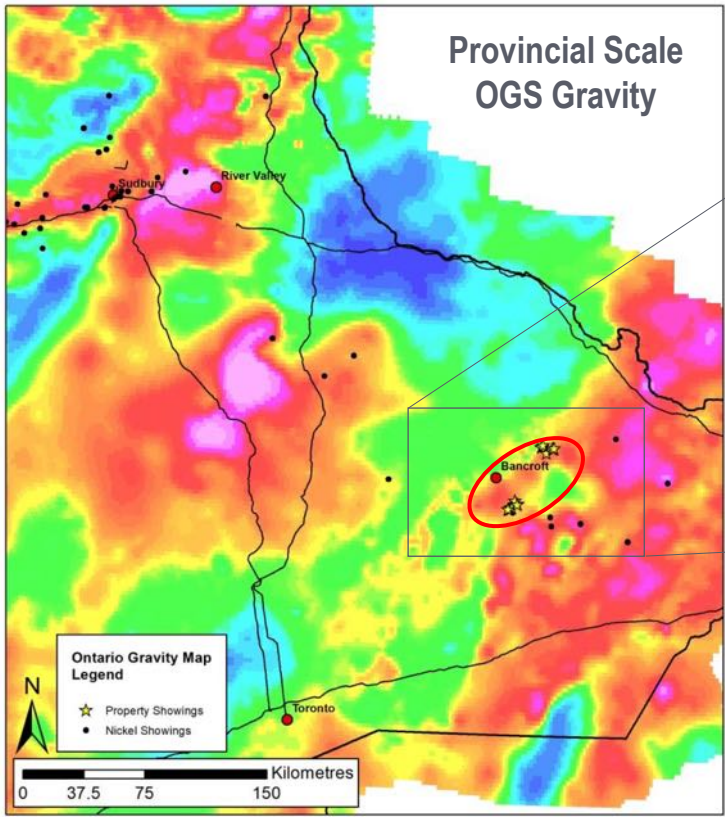 Provincial Scale
OGS Gravity
River Valley
Sudbury
Bancroft
Ontario Gravity Map
Legend
Property Showings
Nickel Showings
N
Toronto
Kilometres
0 37.5 75 150